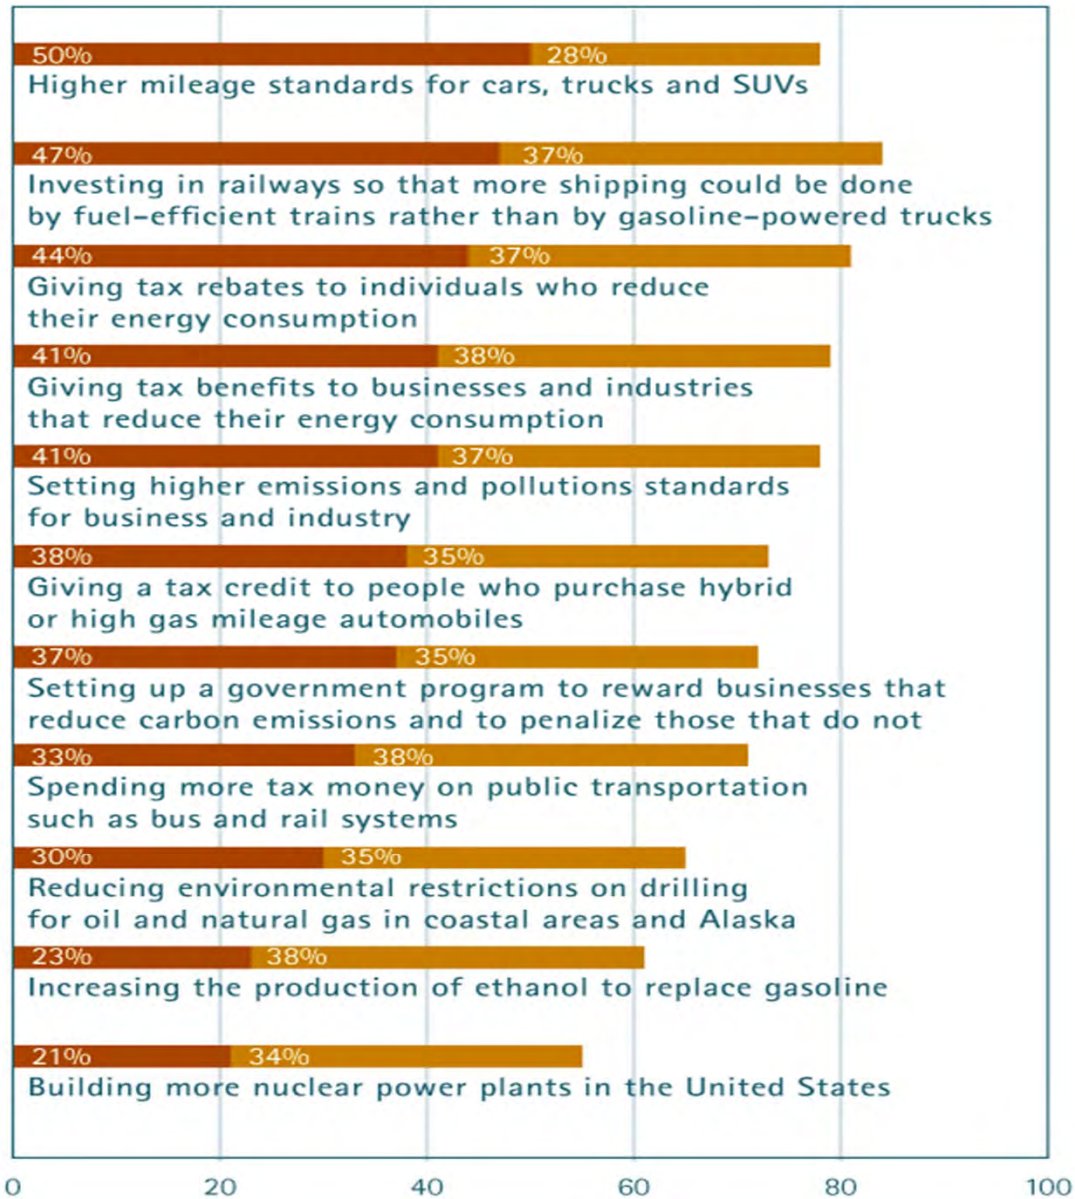 50% 28%
Higher mileage standards for cars, trucks and SUVs
47% 37%
Investing in railways so that more shipping could be done
by fuel-efficient trains rather than by gasoline-powered trucks
44% 37%
Giving tax rebates to individuals who reduce
their energy consumption
41% 38%
Giving tax benefits to businesses and industries
that reduce their energy consumption
41% 37%
Setting higher emissions and pollutions standards
for business and industry
38% 35%
Giving a tax credit to people who purchase hybrid
or high gas mileage automobiles
37% 35%
Setting up a government program to reward businesses that
reduce carbon emissions and to penalize those that do not
33% 38%
Spending more tax money on public transportation
such as bus and rail systems
30% 35%
Reducing environmental restrictions on drilling
for oil and natural gas in coastal areas and Alaska
23% 38%
Increasing the production of ethanol to replace gasoline
21% 34%
Building more nuclear power plants in the United States
0 20 40 60 80 100